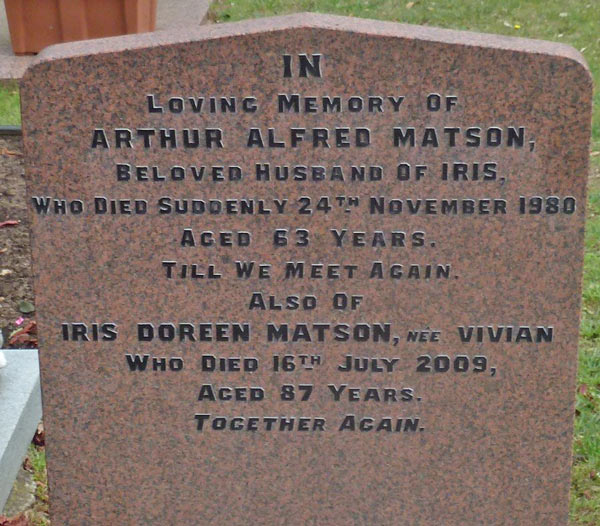 IN
LOVING MEMORY OF
ARTHUR ALFRED MATSON,
BELOVED HUSBAND OF IRIS,
WHO DIED SUDDENLY 24TH NOVEMBER 1980
AGED 63 YEARS.
TILL WE MEET AGAIN.
ALSO OF
IRIS DOREEN MATSON, NÉE VIVIAN
WHO DIED 16TH JULY 2009,
AGED 87 YEARS.
TOGETHER AGAIN.